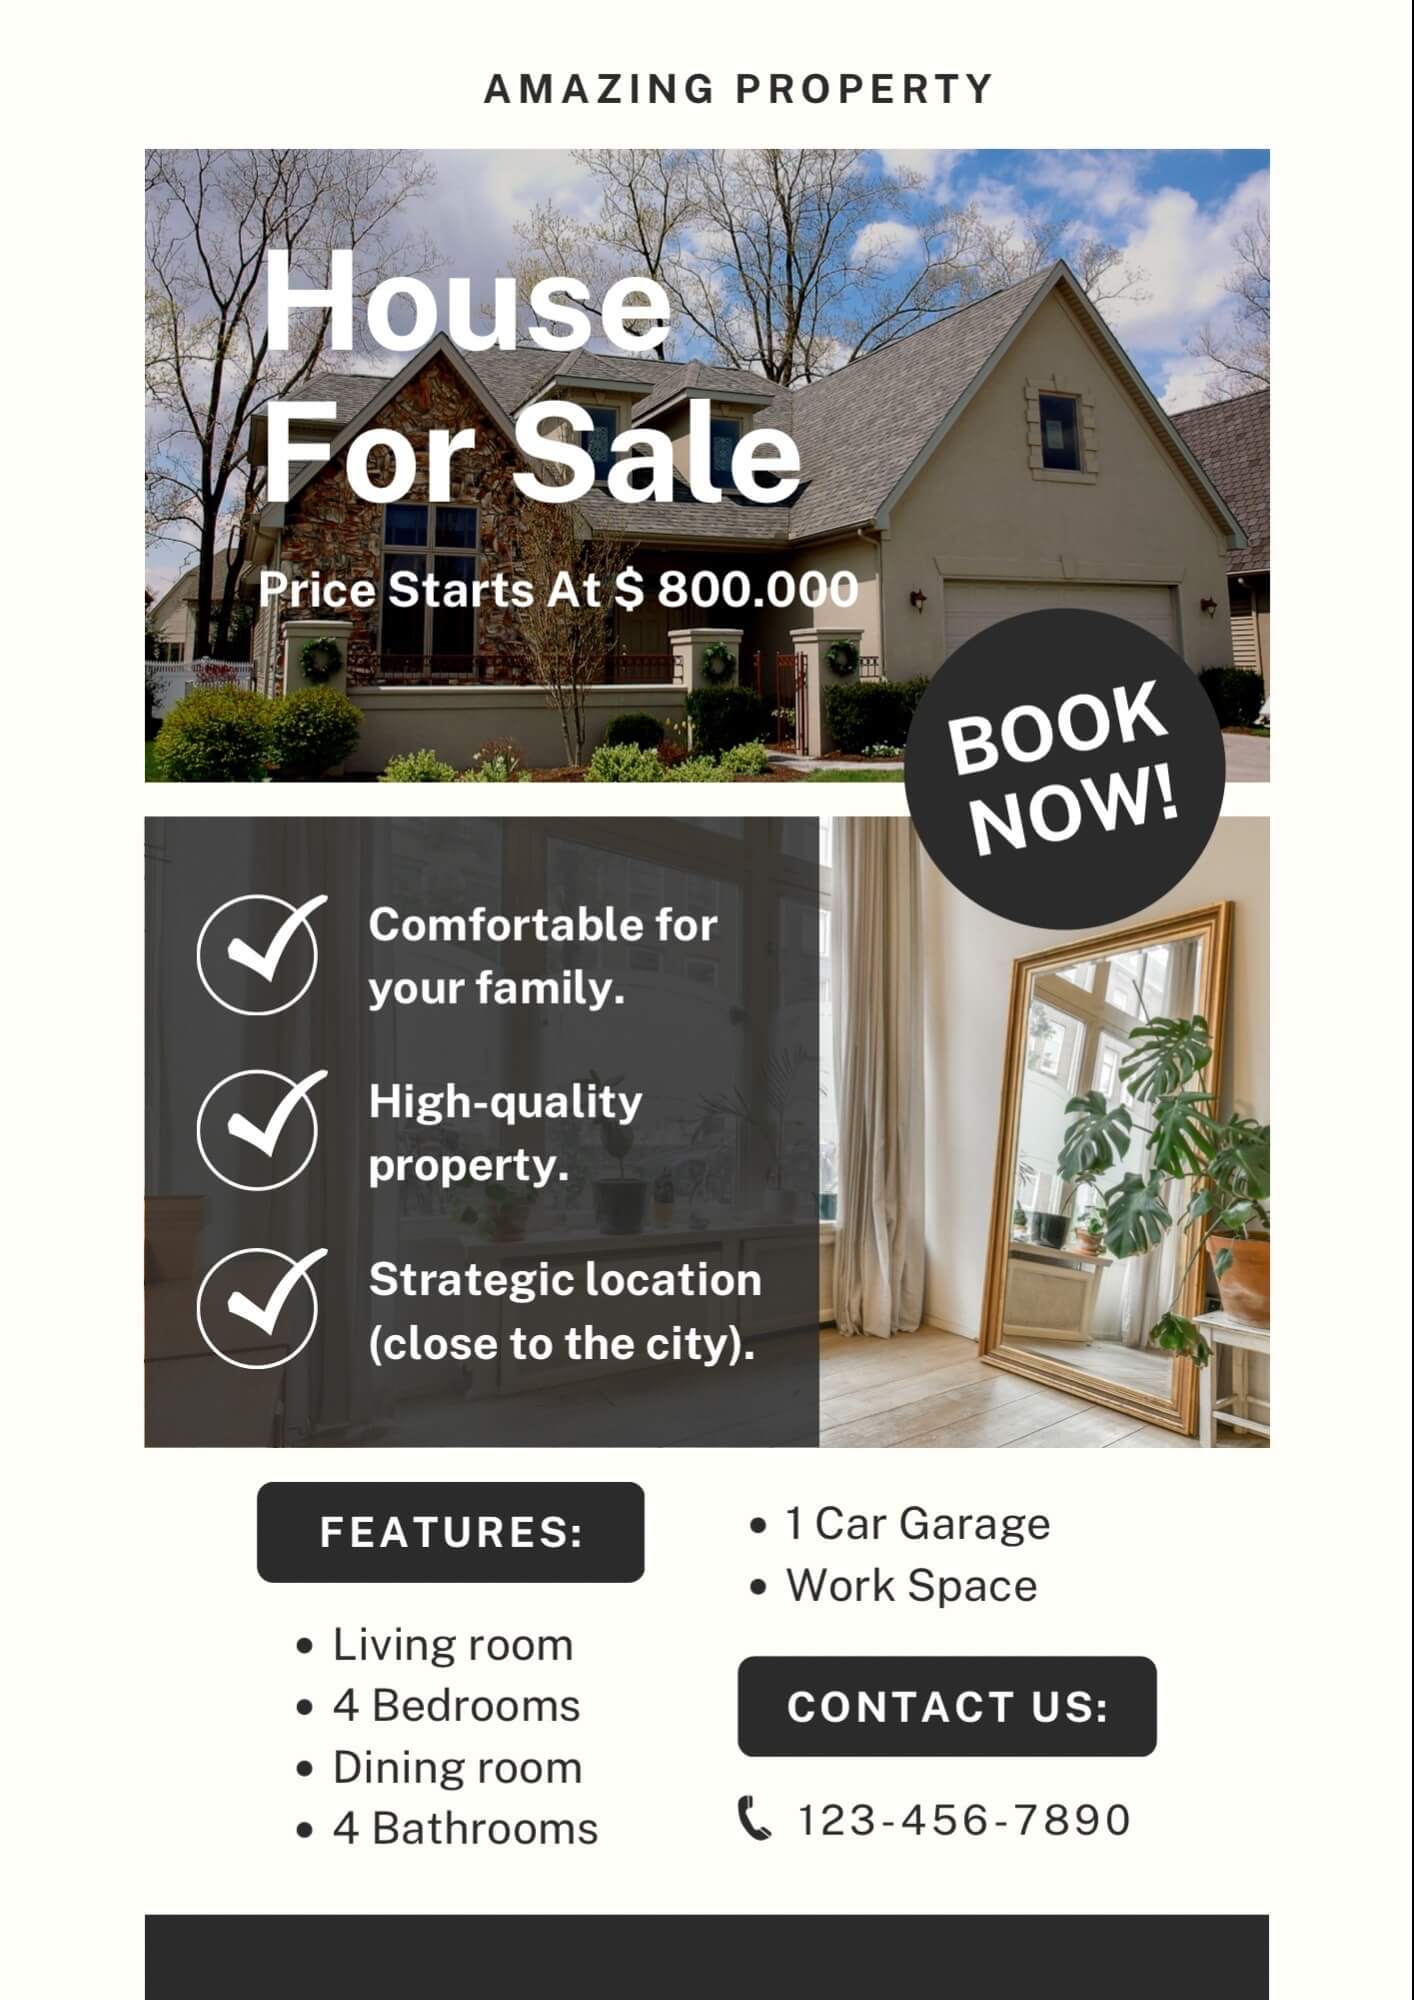 AMAZING PROPERTY
House
For Sale
Price Starts At $ 800.000
BOOK
NOW!
Comfortable for
your family.
High-quality
property.
Strategic location
(close to the city).
FEATURES:
• Living room
• 4 Bedrooms
• Dining room
• 4 Bathrooms
• 1 Car Garage
• Work Space
CONTACT US:
123-456-7890